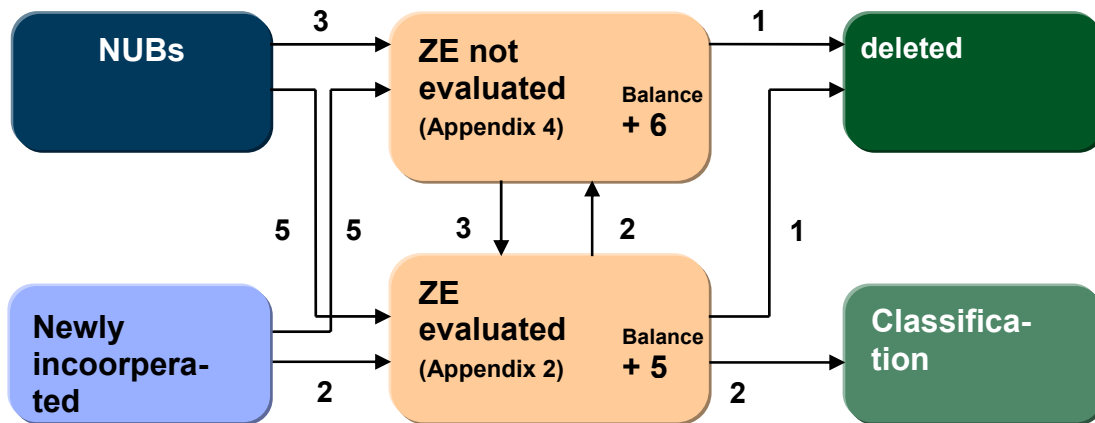 NUBs
3
ZE not
evaluated
(Appendix 4)
Balance
+ 6
1
deleted
5
5
3
2
1
Newly
incoorpera-
ted
2
ZE
evaluated
(Appendix 2)
Balance
+ 5
2
Classifica-
tion